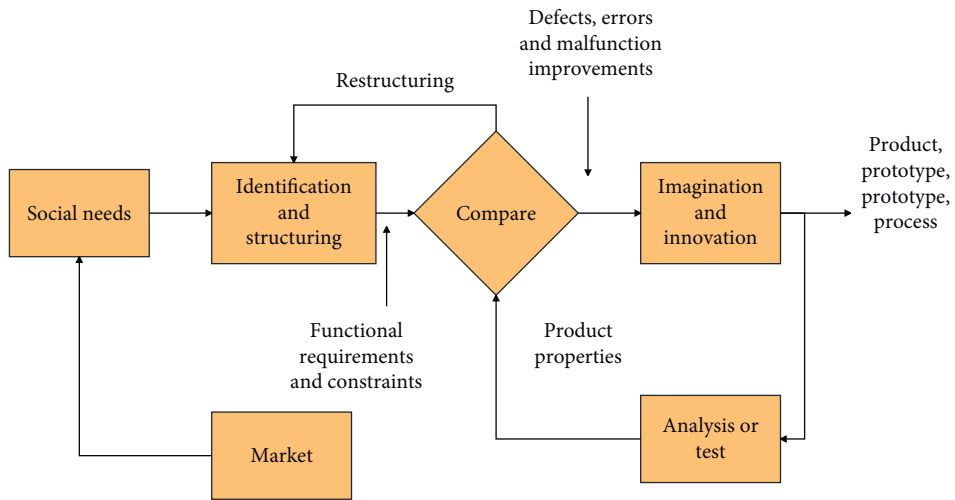 Defects, errors
and malfunction
improvements
Restructuring
Social needs
Identification
and
structuring
Compare
Imagination
and
innovation
Product,
prototype,
prototype,
process
Functional
requirements
and constraints
Product
properties
Market
Analysis or
test